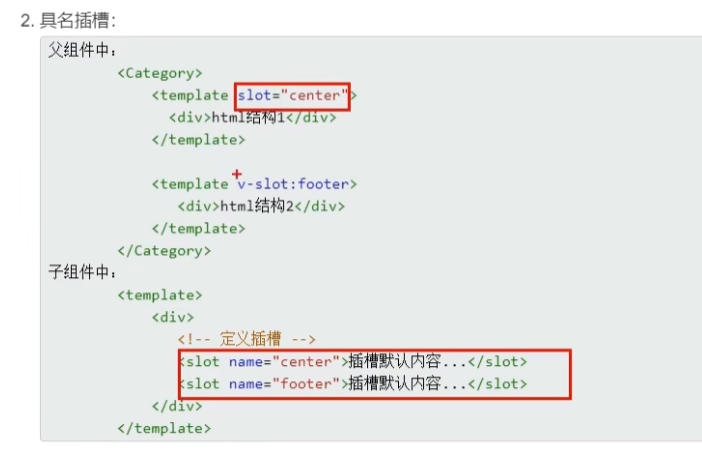 2. 具名插槽：
父组件中：
<Category>
<template slot="center">
<div>html结构1</div>
</template>
<template v-slot:footer>
<div>html结构2</div>
</template>
</Category>
子组件中：
<template>
<div>
<!-- 定义插槽 -->
<slot name="center">插槽默认内容...</slot>
<slot name="footer">插槽默认内容...</slot>
</div>
</template>